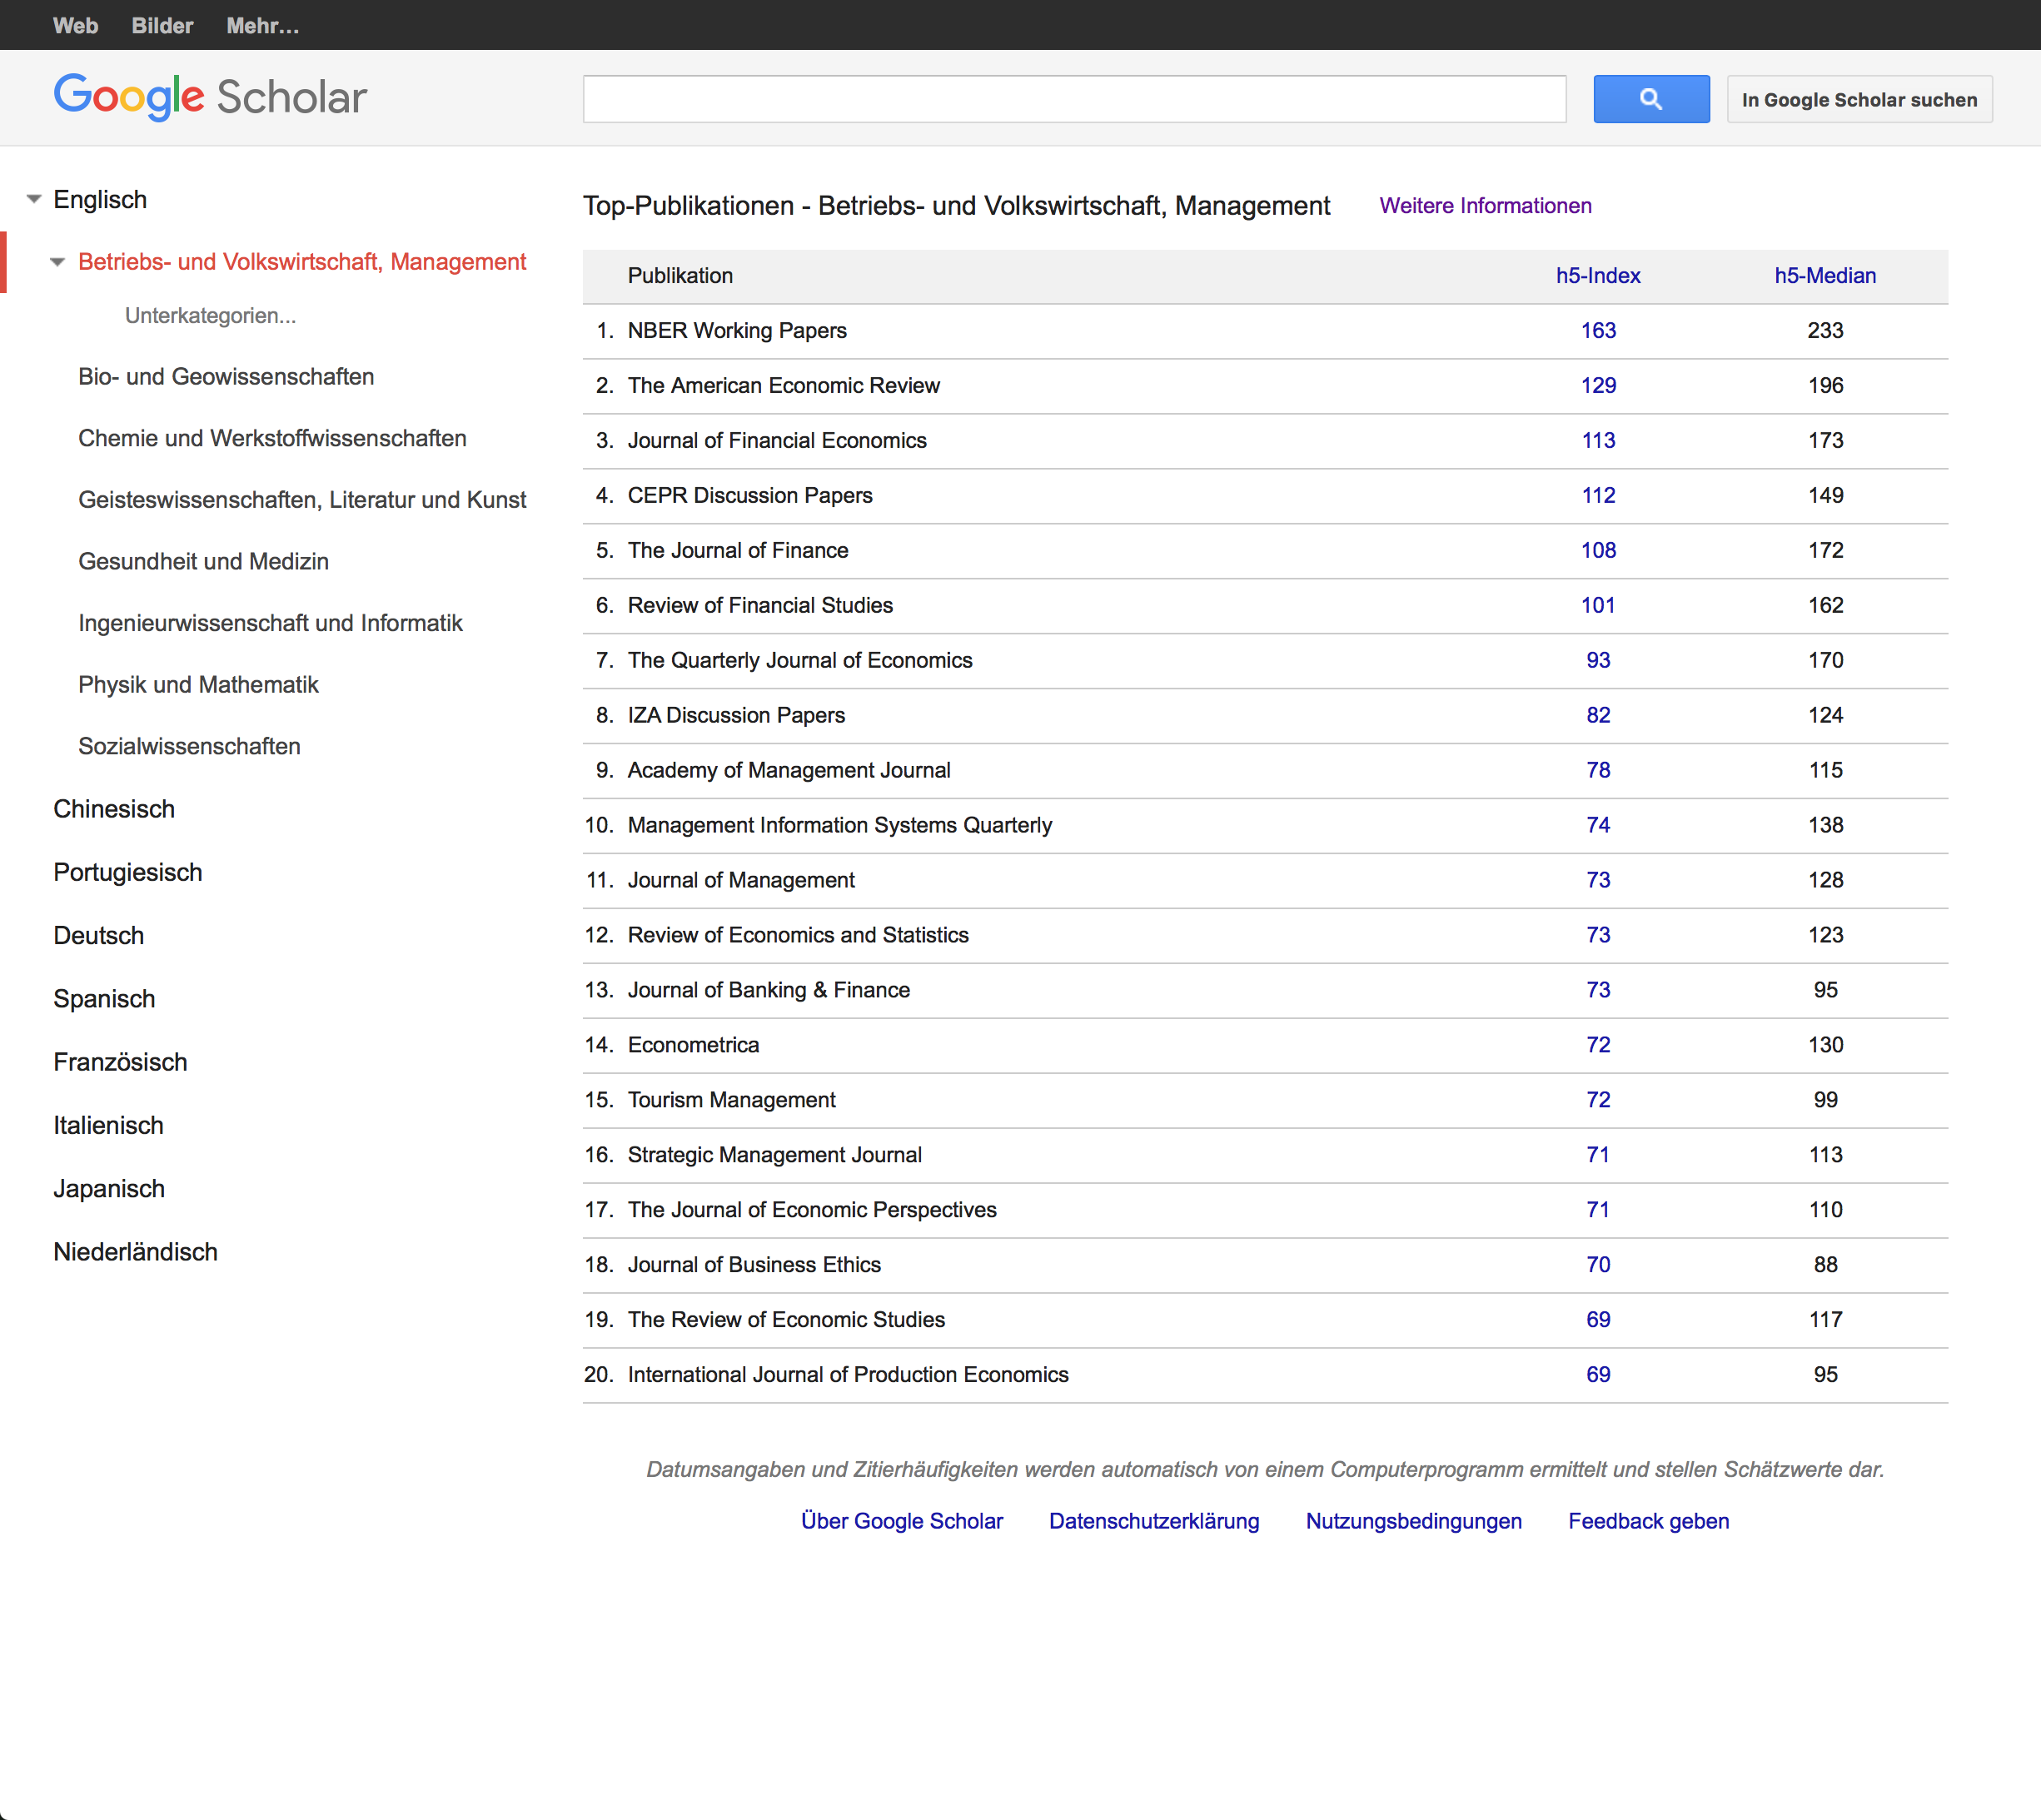 Web Bilder Mehr…
Google Scholar
In Google Scholar suchen
Englisch
Betriebs- und Volkswirtschaft, Management
Unterkategorien...
Bio- und Geowissenschaften
Chemie und Werkstoffwissenschaften
Geisteswissenschaften, Literatur und Kunst
Gesundheit und Medizin
Ingenieurwissenschaft und Informatik
Physik und Mathematik
Sozialwissenschaften
Chinesisch
Portugiesisch
Deutsch
Spanisch
Französisch
Italienisch
Japanisch
Niederländisch
Top-Publikationen - Betriebs- und Volkswirtschaft, Management Weitere Informationen
Publikation h5-Index h5-Median
1. NBER Working Papers 163 233
2. The American Economic Review 129 196
3. Journal of Financial Economics 113 173
4. CEPR Discussion Papers 112 149
5. The Journal of Finance 108 172
6. Review of Financial Studies 101 162
7. The Quarterly Journal of Economics 93 170
8. IZA Discussion Papers 82 124
9. Academy of Management Journal 78 115
10. Management Information Systems Quarterly 74 138
11. Journal of Management 73 128
12. Review of Economics and Statistics 73 123
13. Journal of Banking & Finance 73 95
14. Econometrica 72 130
15. Tourism Management 72 99
16. Strategic Management Journal 71 113
17. The Journal of Economic Perspectives 71 110
18. Journal of Business Ethics 70 88
19. The Review of Economic Studies 69 117
20. International Journal of Production Economics 69 95
Datumsangaben und Zitierhäufigkeiten werden automatisch von einem Computerprogramm ermittelt und stellen Schätzwerte dar.
Über Google Scholar Datenschutzerklärung Nutzungsbedingungen Feedback geben